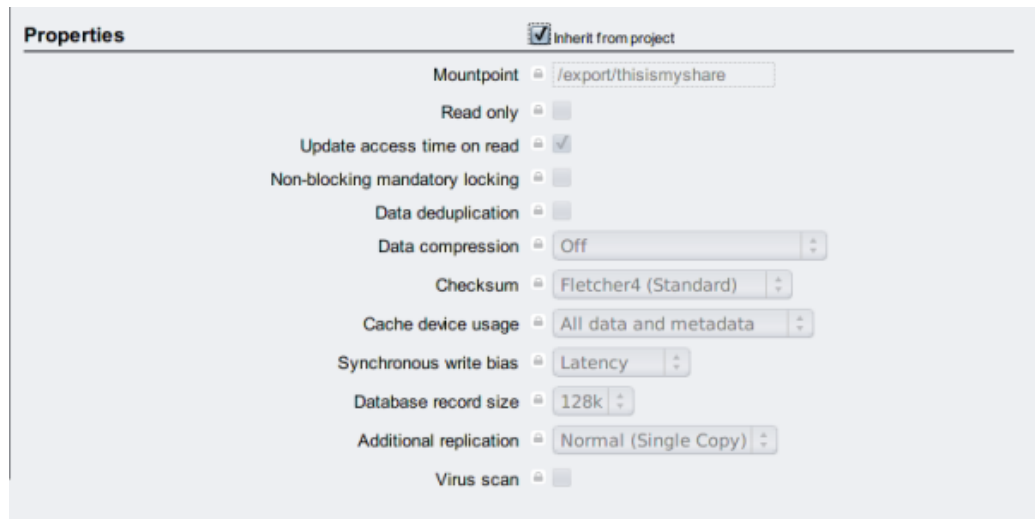 Properties Inherit from project
Mountpoint /export/thisismyshare
Read only
Update access time on read
Non-blocking mandatory locking
Data deduplication
Data compression Off
Checksum Fletcher4 (Standard)
Cache device usage All data and metadata
Synchronous write bias Latency
Database record size 128k
Additional replication Normal (Single Copy)
Virus scan